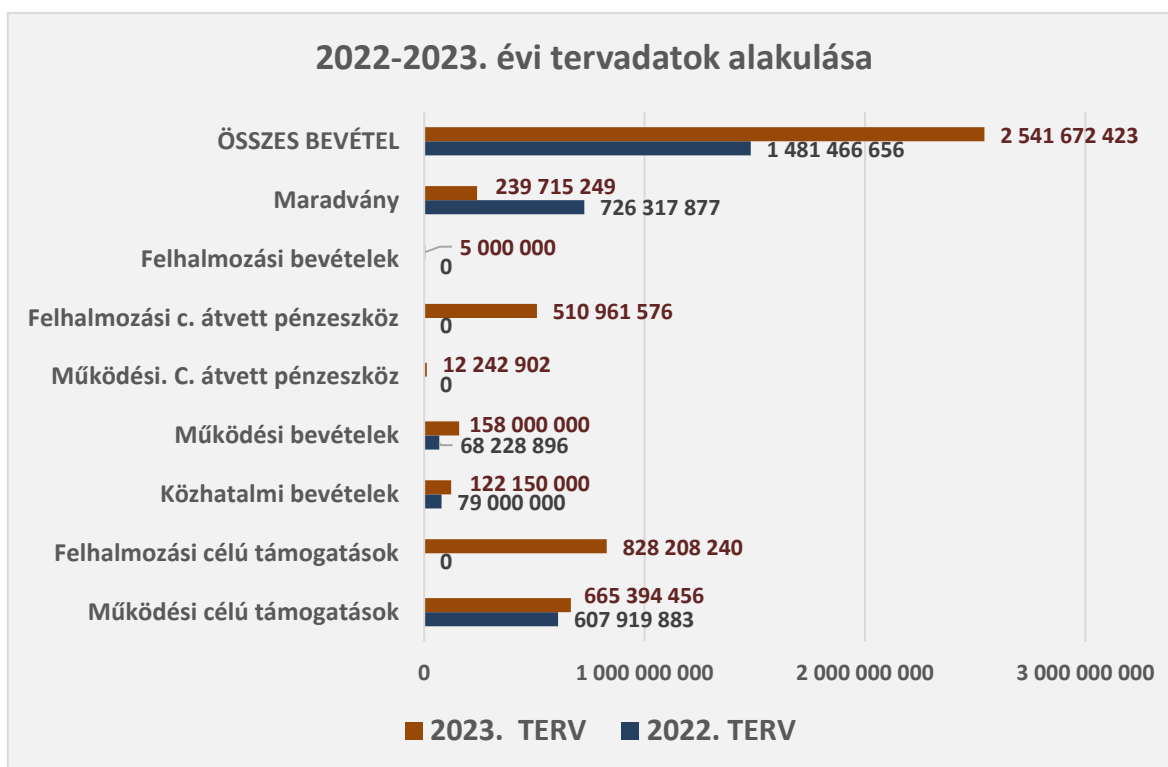 2022-2023. évi tervadatok alakulása
ÖSSZES BEVÉTEL
2 541 672 423
1 481 466 656
Maradvány
239 715 249
726 317 877
Felhalmozási bevételek
5 000 000
0
Felhalmozási c. átvett pénzeszköz
510 961 576
0
Működési. C. átvett pénzeszköz
12 242 902
0
Működési bevételek
158 000 000
68 228 896
Közhatalmi bevételek
122 150 000
79 000 000
Felhalmozási célú támogatások
828 208 240
0
Működési célú támogatások
665 394 456
607 919 883
0 1 000 000 000 2 000 000 000 3 000 000 000
2023. TERV 2022. TERV